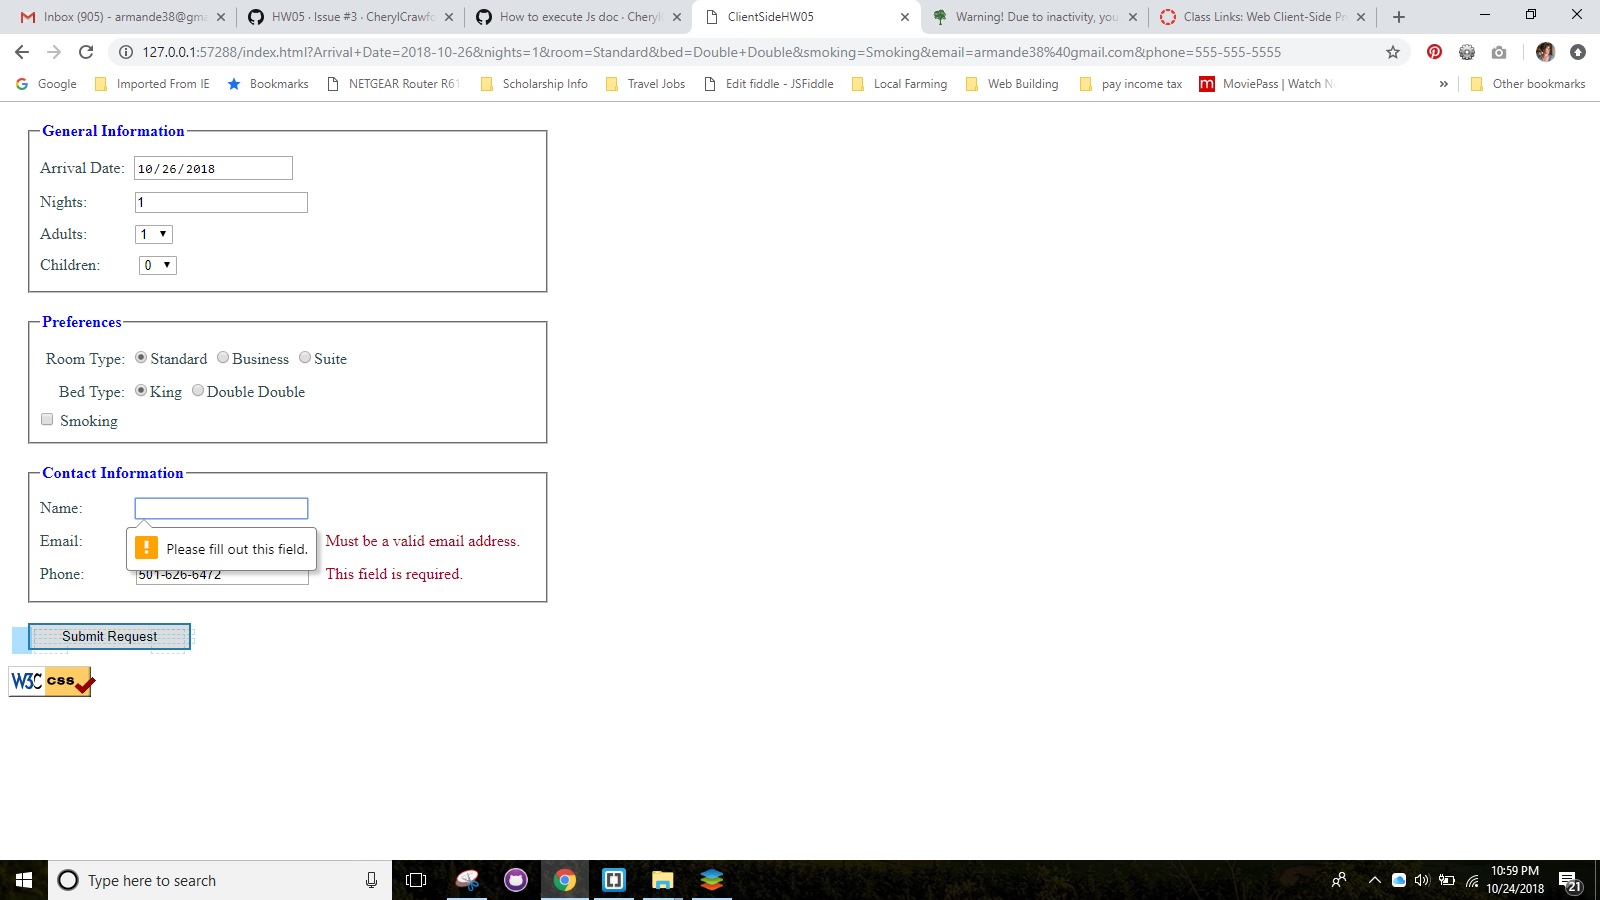 Inbox (905) - armande38@gma
HW05 · Issue #3 · CherylCrawfo
How to execute Js doc · Cheryl
ClientSideHW05
Warning! Due to inactivity, you
Class Links: Web Client-Side Pr
127.0.0.1:57288/index.html?Arrival+Date=2018-10-26&nights=1&room=Standard&bed=Double+Double&smoking=Smoking&email=armande38%40gmail.com&phone=555-555-5555
Google Imported From IE Bookmarks NETGEAR Router R61 Scholarship Info Travel Jobs Edit fiddle - JSFiddle Local Farming Web Building pay income tax m MoviePass | Watch N » Other bookmarks
General Information
Arrival Date: 10/26/2018
Nights: 1
Adults: 1
Children: 0
Preferences
Room Type: Standard Business Suite
Bed Type: King Double Double
Smoking
Contact Information
Name:
Email: Must be a valid email address.
! Please fill out this field.
Phone: 501-626-6472 This field is required.
Submit Request
W3C css
Type here to search
10:59 PM
10/24/2018
21